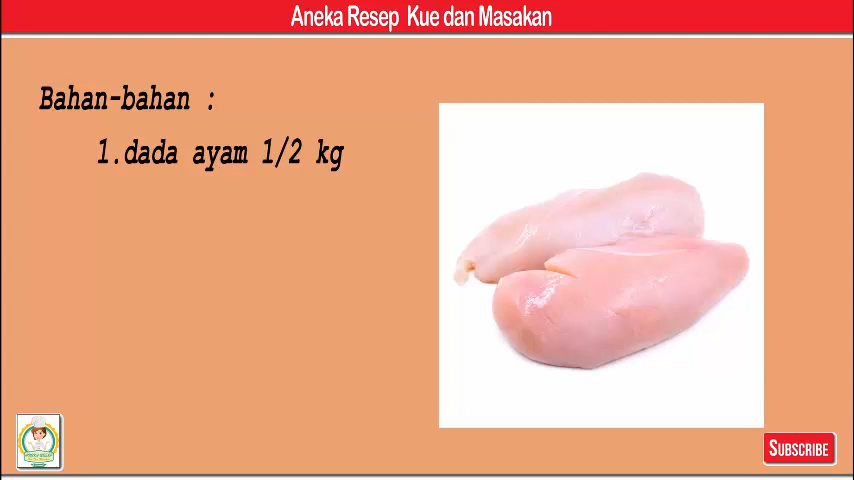 Aneka Resep Kue dan Masakan
Bahan-bahan :
1.dada ayam 1/2 kg
SUBSCRIBE